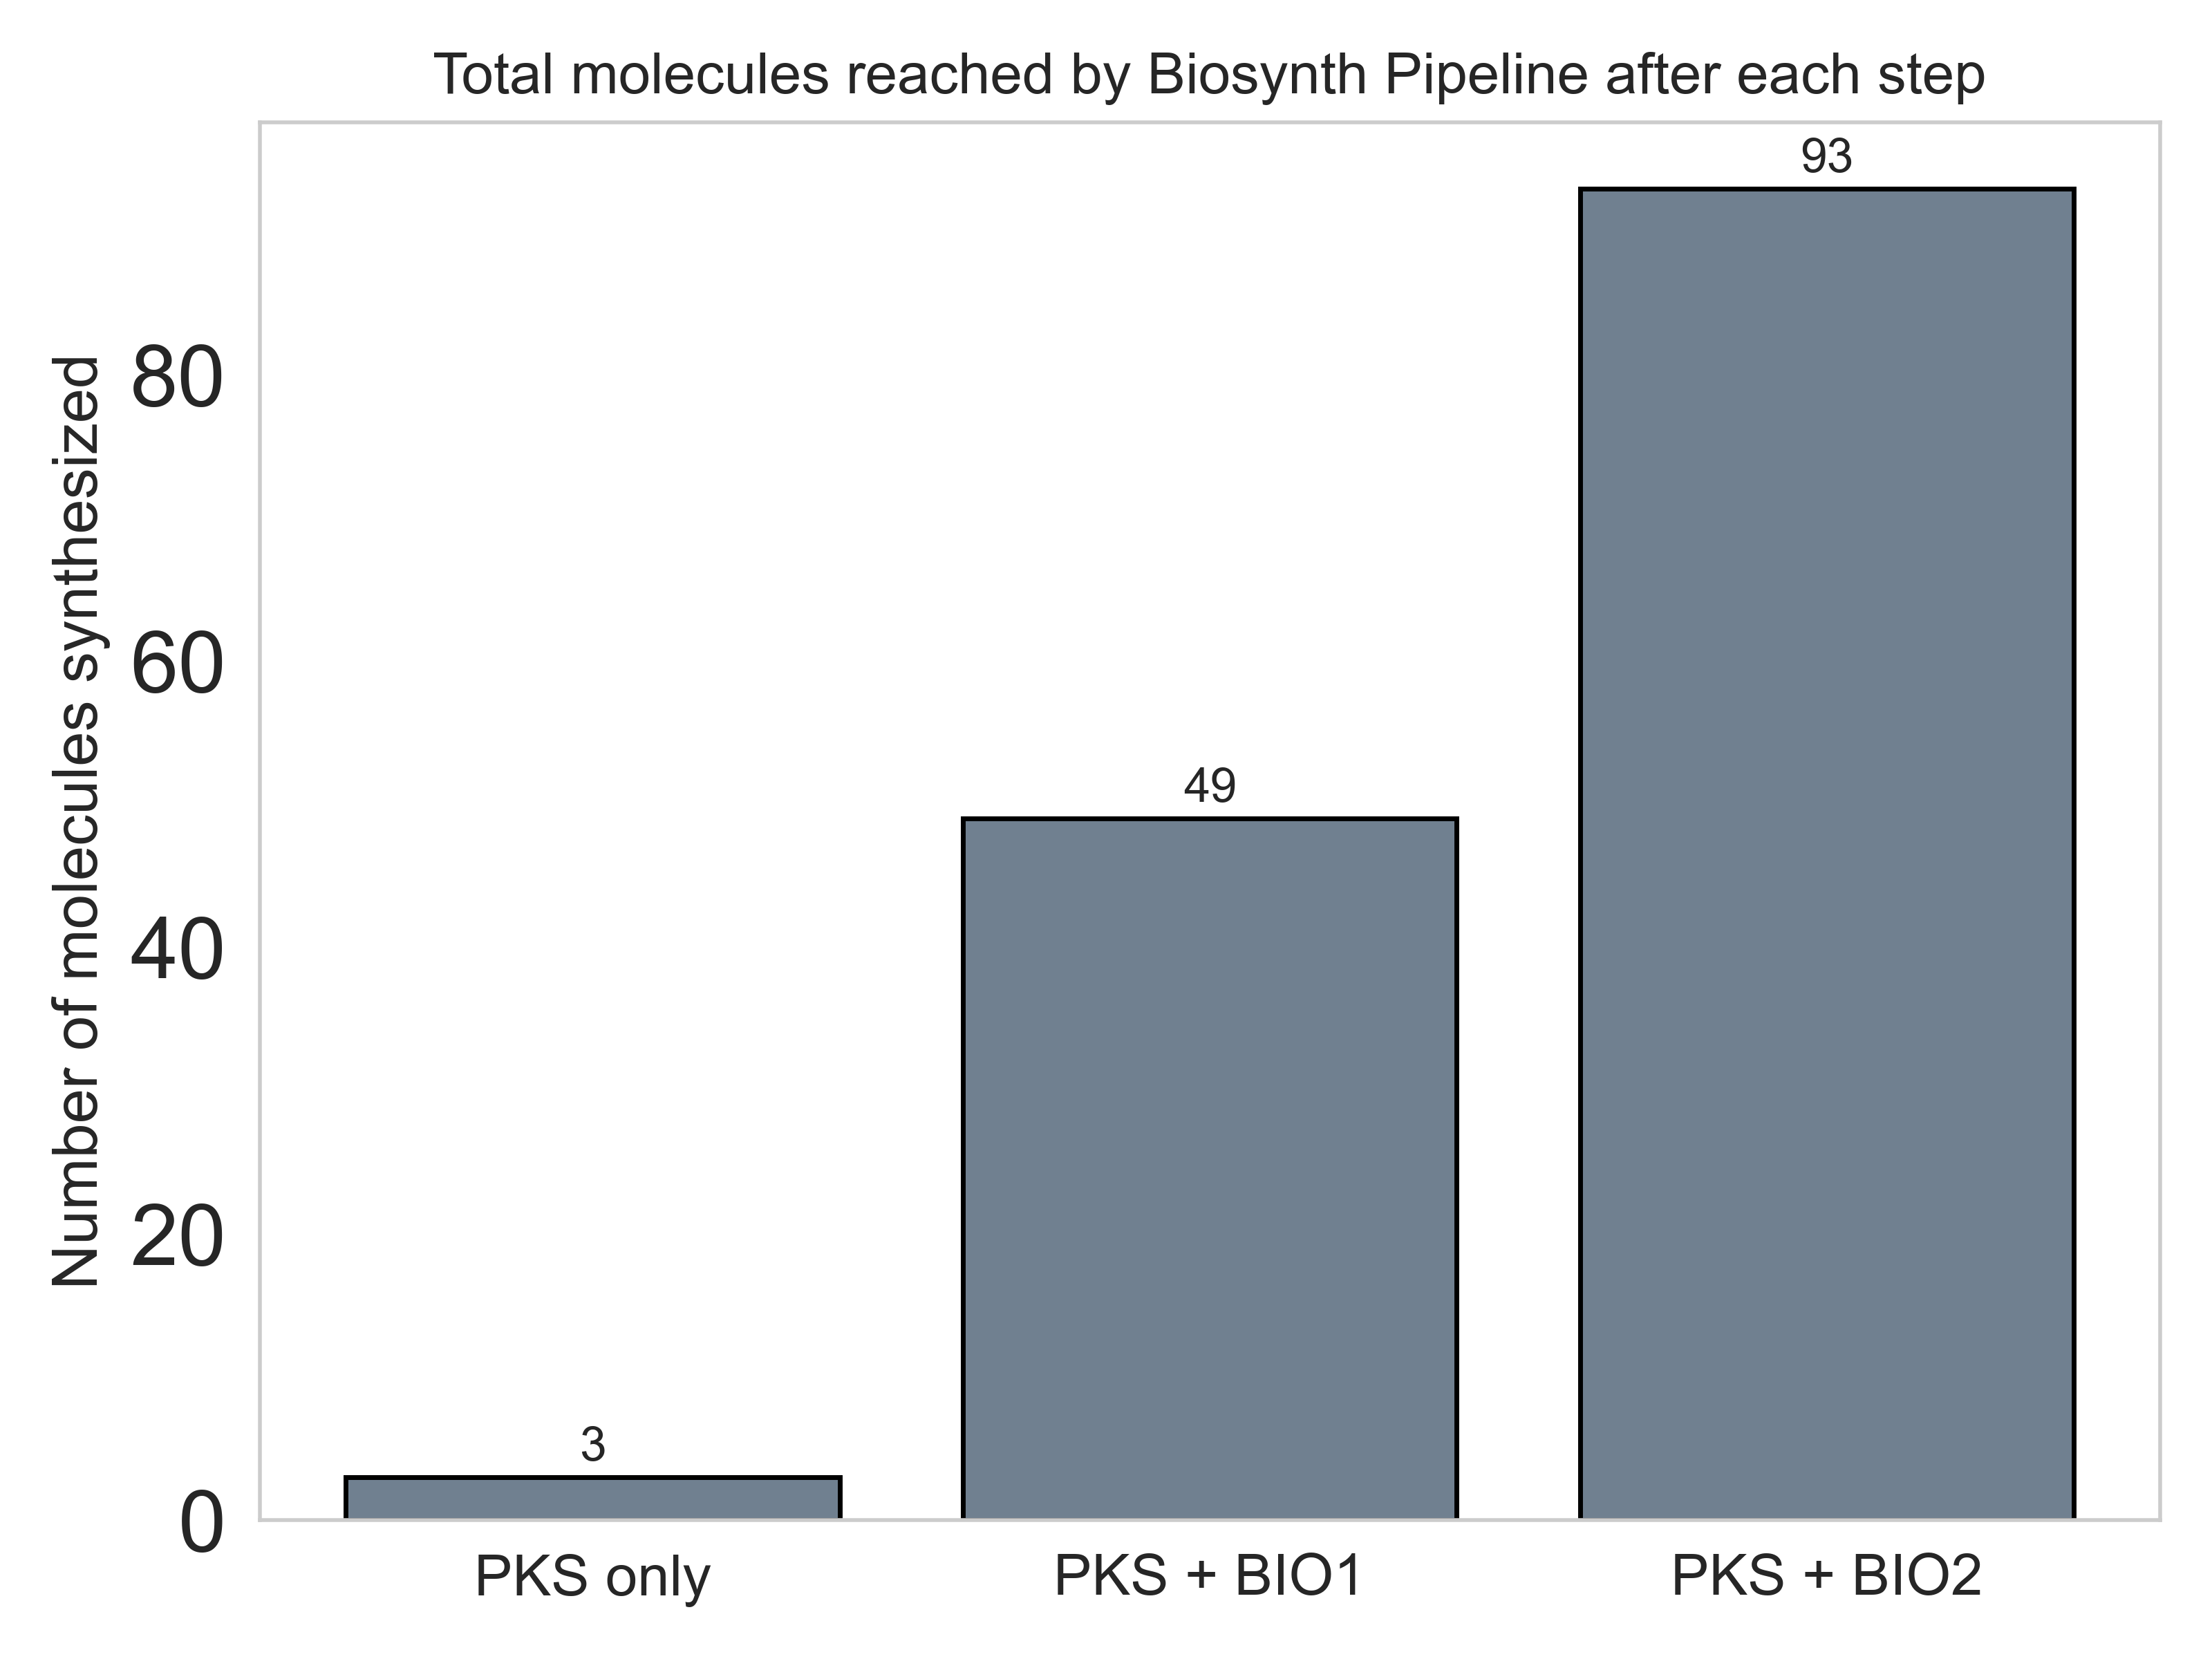 Total molecules reached by Biosynth Pipeline after each step
Number of molecules synthesized
80
60
40
20
0
3
49
93
PKS only
PKS + BIO1
PKS + BIO2